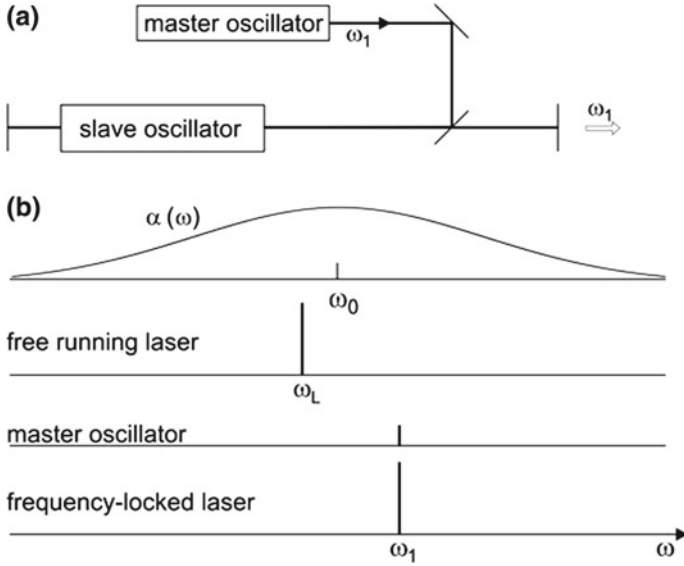 (a)
master oscillator
ω1
slave oscillator
ω1
(b)
α (ω)
ω0
free running laser
ωL
master oscillator
frequency-locked laser
ω1
ω